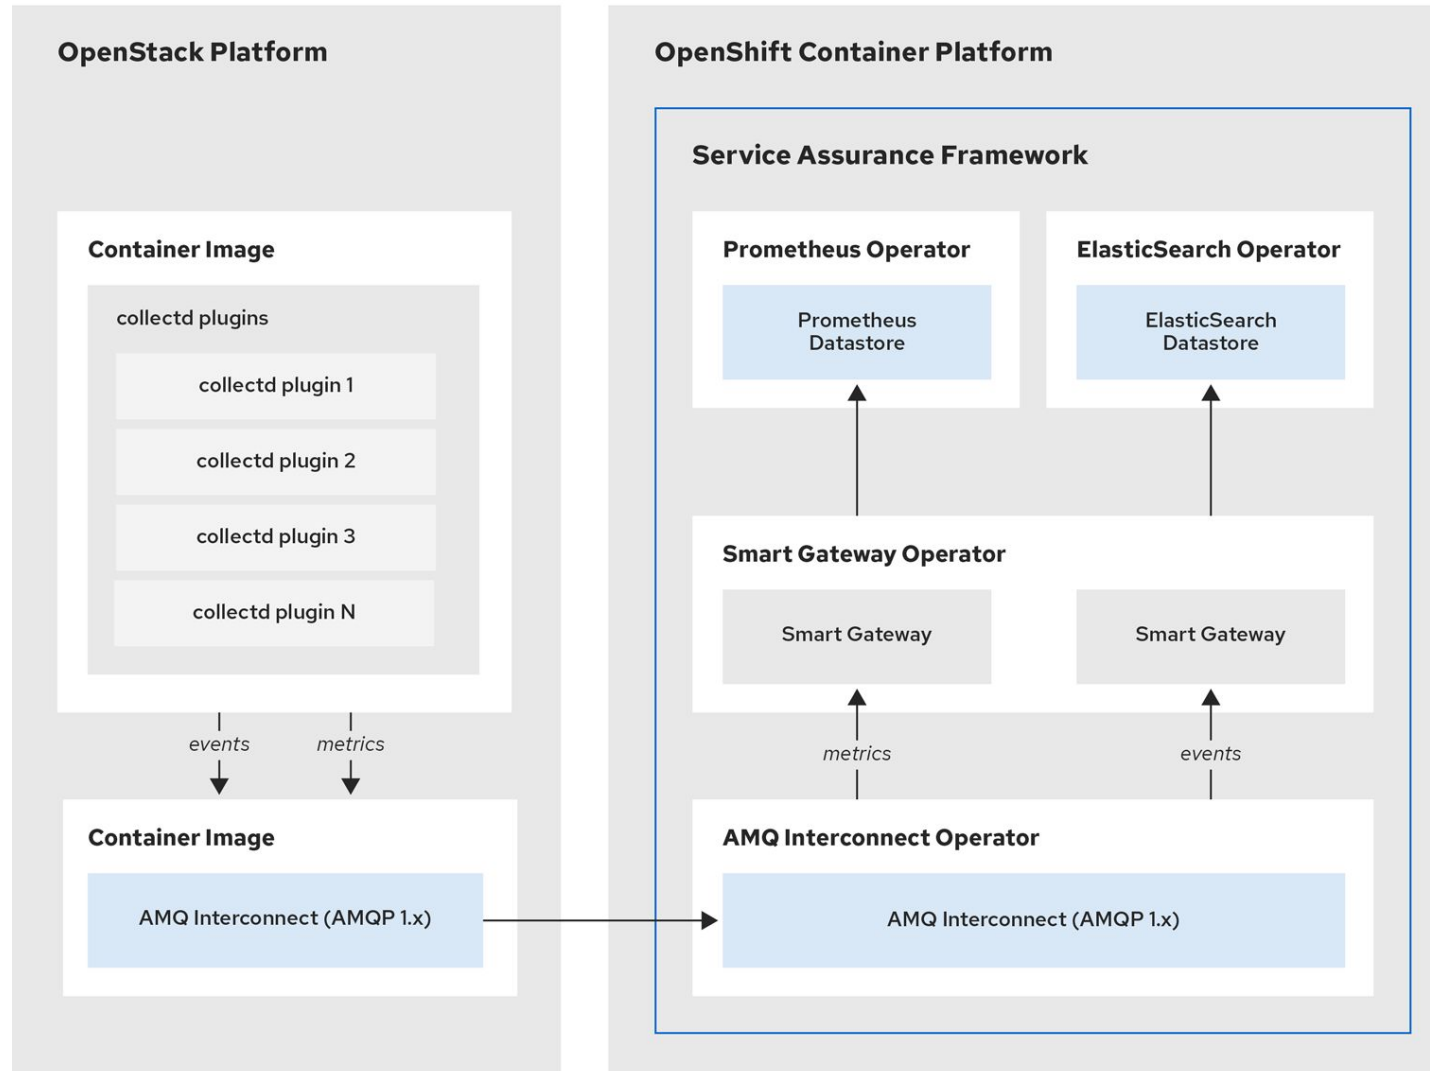 OpenStack Platform
Container Image
collectd plugins
collectd plugin 1
collectd plugin 2
collectd plugin 3
collectd plugin N
events
metrics
Container Image
AMQ Interconnect (AMQP 1.x)
OpenShift Container Platform
Service Assurance Framework
Prometheus Operator
Prometheus
Datastore
ElasticSearch Operator
ElasticSearch
Datastore
Smart Gateway Operator
Smart Gateway
Smart Gateway
metrics
events
AMQ Interconnect Operator
AMQ Interconnect (AMQP 1.x)